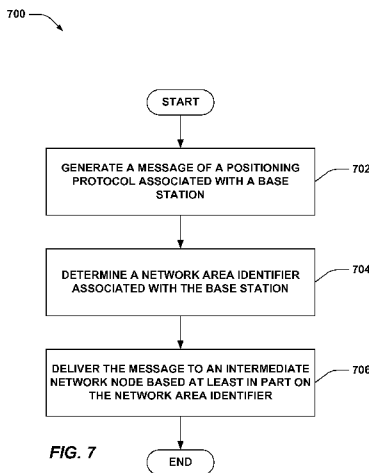 700
START
GENERATE A MESSAGE OF A POSITIONING
PROTOCOL ASSOCIATED WITH A BASE
STATION
702
DETERMINE A NETWORK AREA IDENTIFIER
ASSOCIATED WITH THE BASE STATION
704
DELIVER THE MESSAGE TO AN INTERMEDIATE
NETWORK NODE BASED AT LEAST IN PART ON
THE NETWORK AREA IDENTIFIER
706
END
FIG. 7